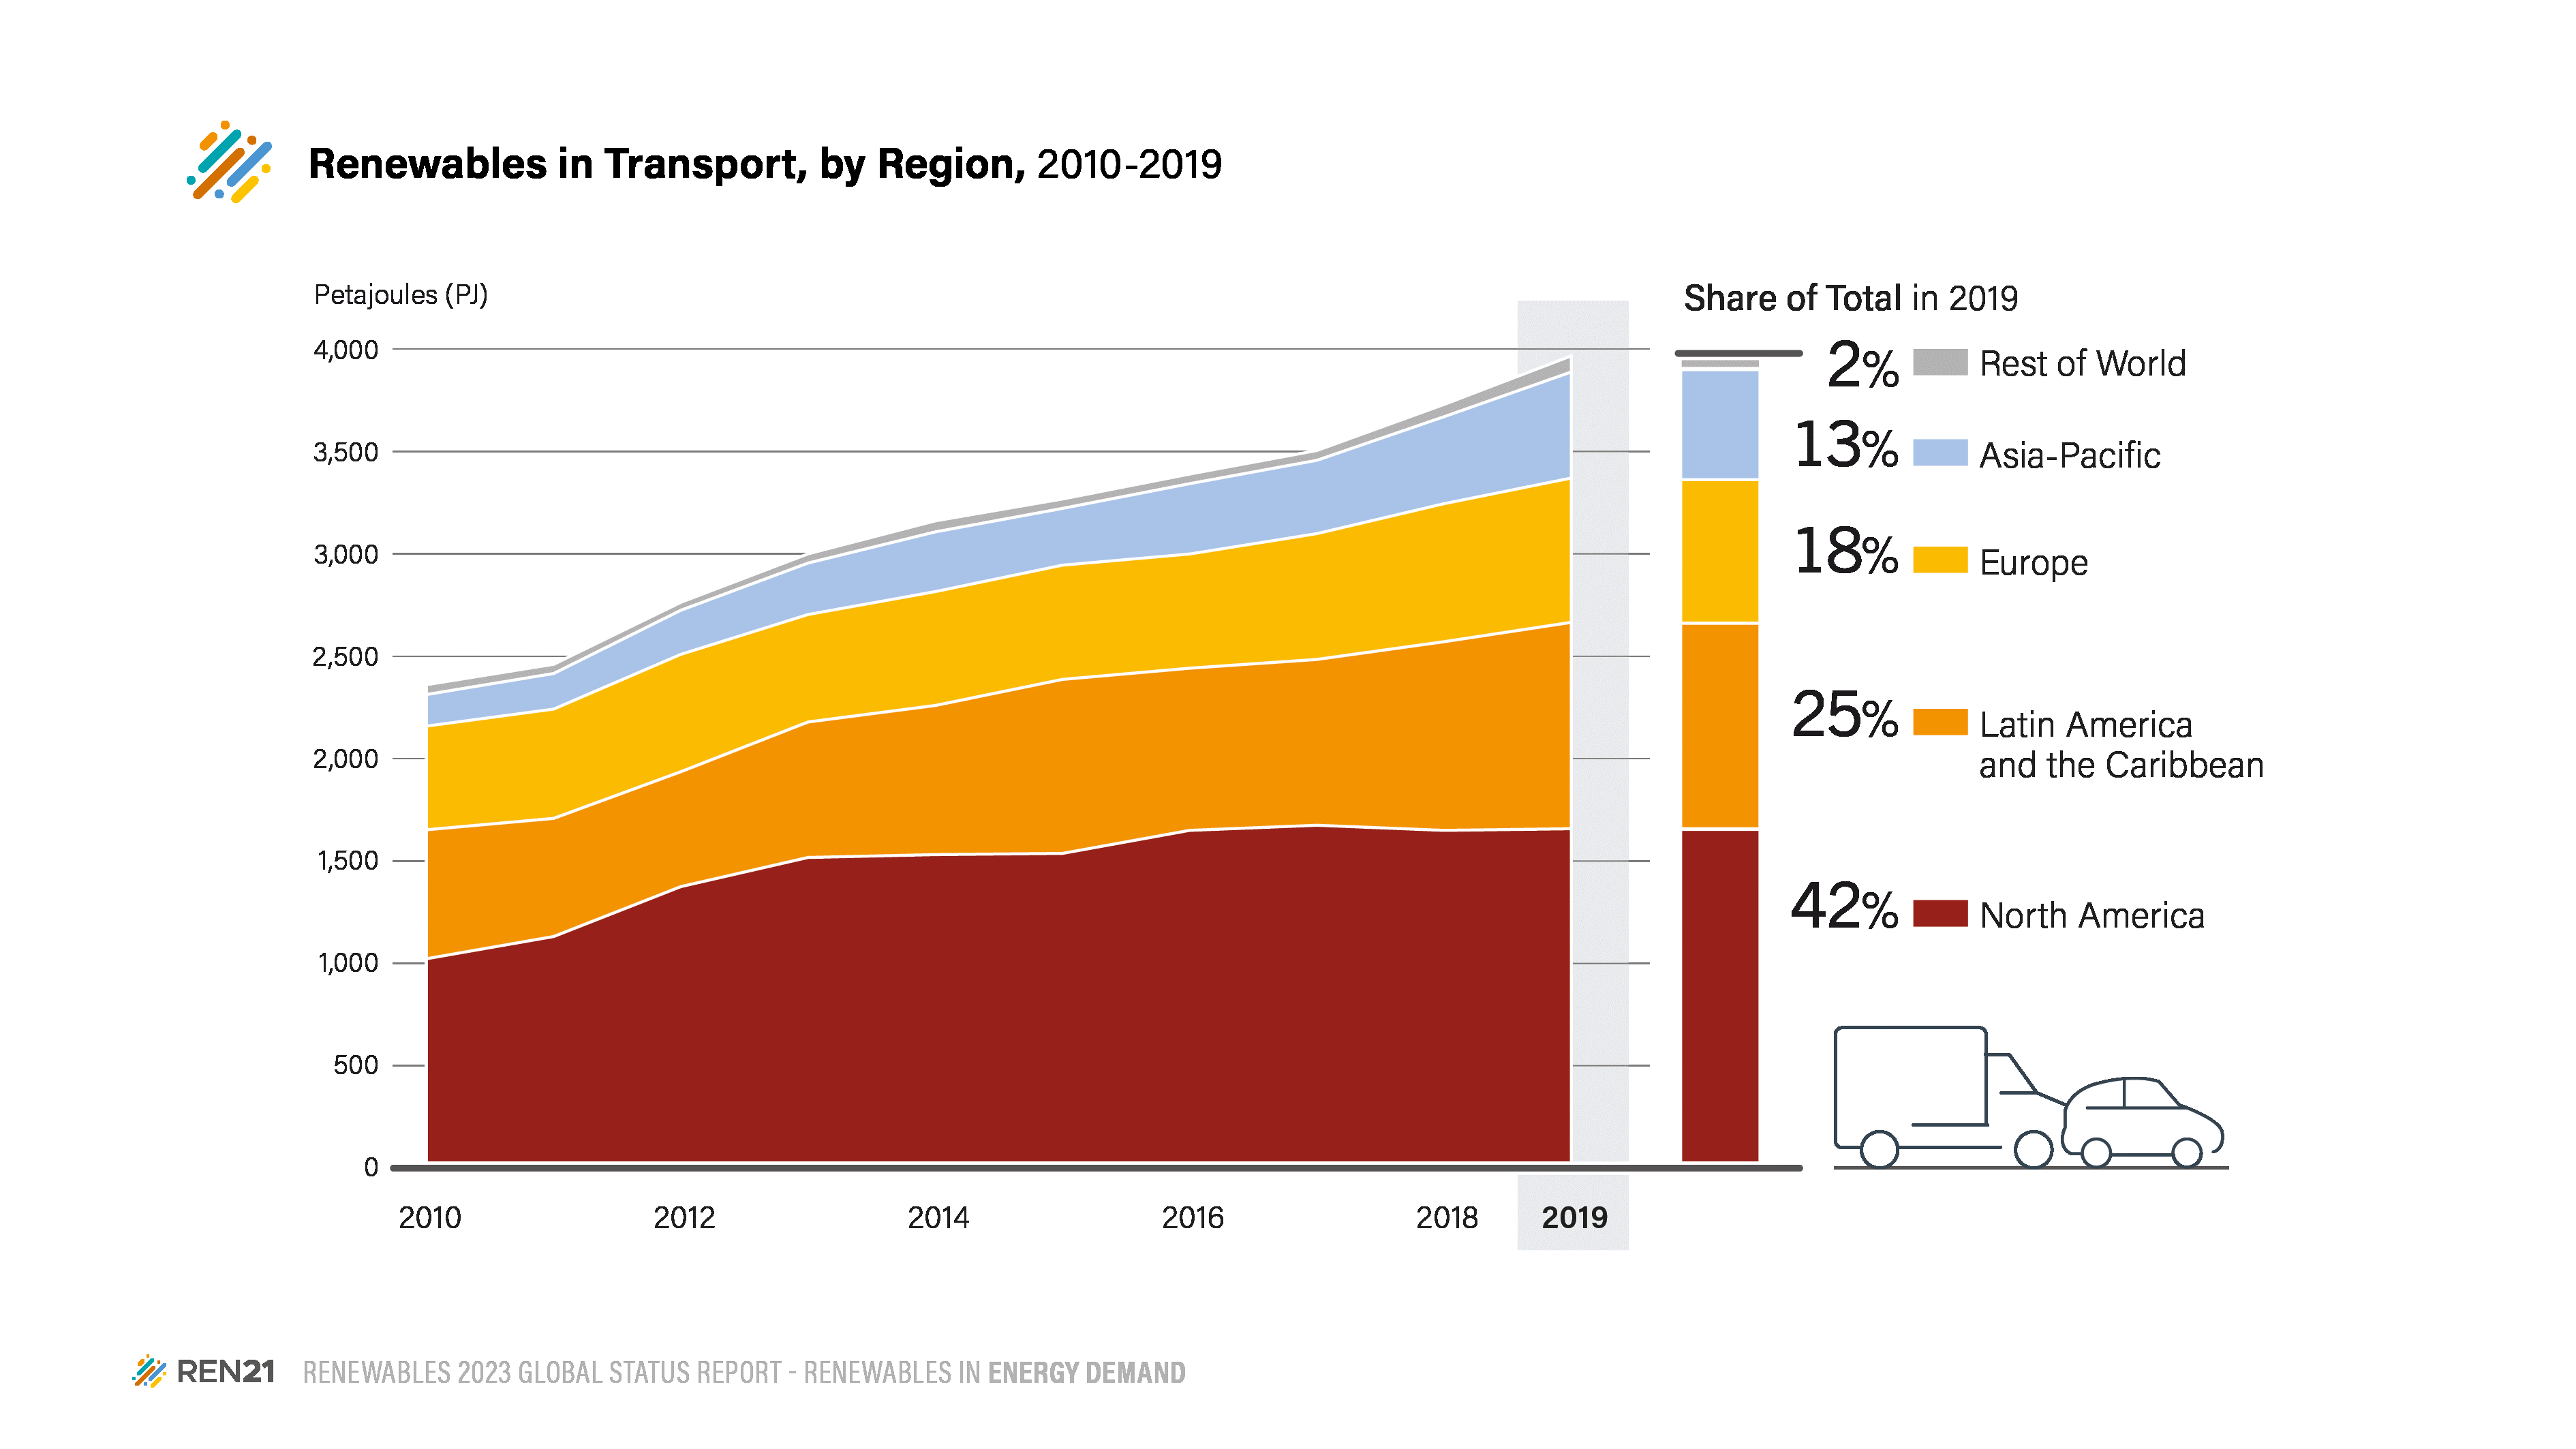 Renewables in Transport, by Region, 2010-2019
Petajoules (PJ)
4,000
3,500
3,000
2,500
2,000
1,500
1,000
500
0
2010
2012
2014
2016
2018
2019
Share of Total in 2019
2% Rest of World
13% Asia-Pacific
18% Europe
25% Latin America
and the Caribbean
42% North America
REN21 RENEWABLES 2023 GLOBAL STATUS REPORT - RENEWABLES IN ENERGY DEMAND